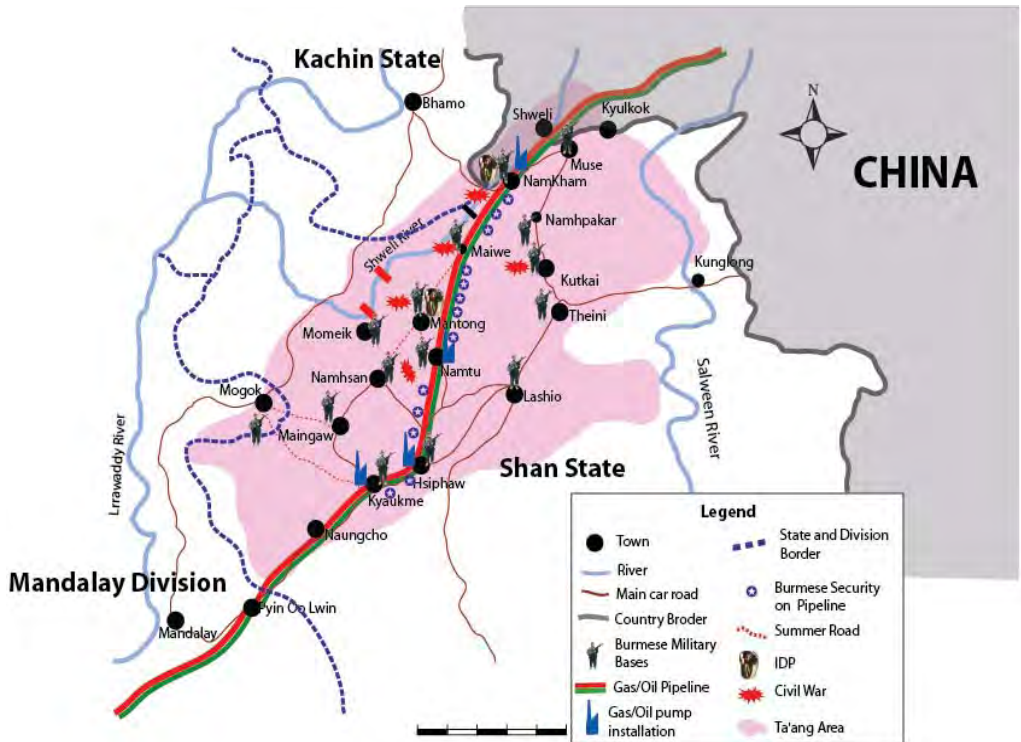 Kachin State
Bhamo
Shweli
Kyulkok
N
CHINA
Muse
NamKham
Namhpakar
Shweli River
Maiwe
Kutkai
Kunglong
Mantong
Theini
Momeik
Namtu
Namhsan
Lashio
Mogok
Maingaw
Salween River
Lrrawaddy River
Shan State
Hsiphaw
Kyaukme
Naungcho
Mandalay Division
Pyin Oo Lwin
Mandalay
Legend
Town
State and Division
Border
River
Main car road
Burmese Security
on Pipeline
Country Broder
Summer Road
Burmese Military
Bases
IDP
Gas/Oil Pipeline
Civil War
Gas/Oil pump
installation
Ta'ang Area